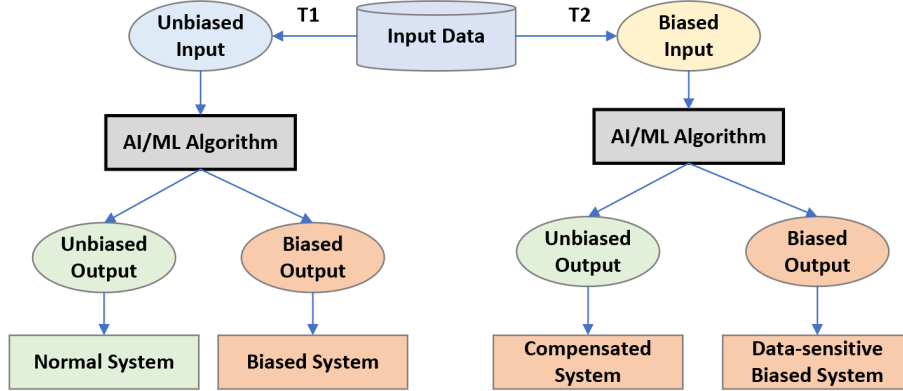 Unbiased
Input
T1
Input Data
T2
Biased
Input
AI/ML Algorithm
AI/ML Algorithm
Unbiased
Output
Biased
Output
Unbiased
Output
Biased
Output
Normal System
Biased System
Compensated
System
Data-sensitive
Biased System